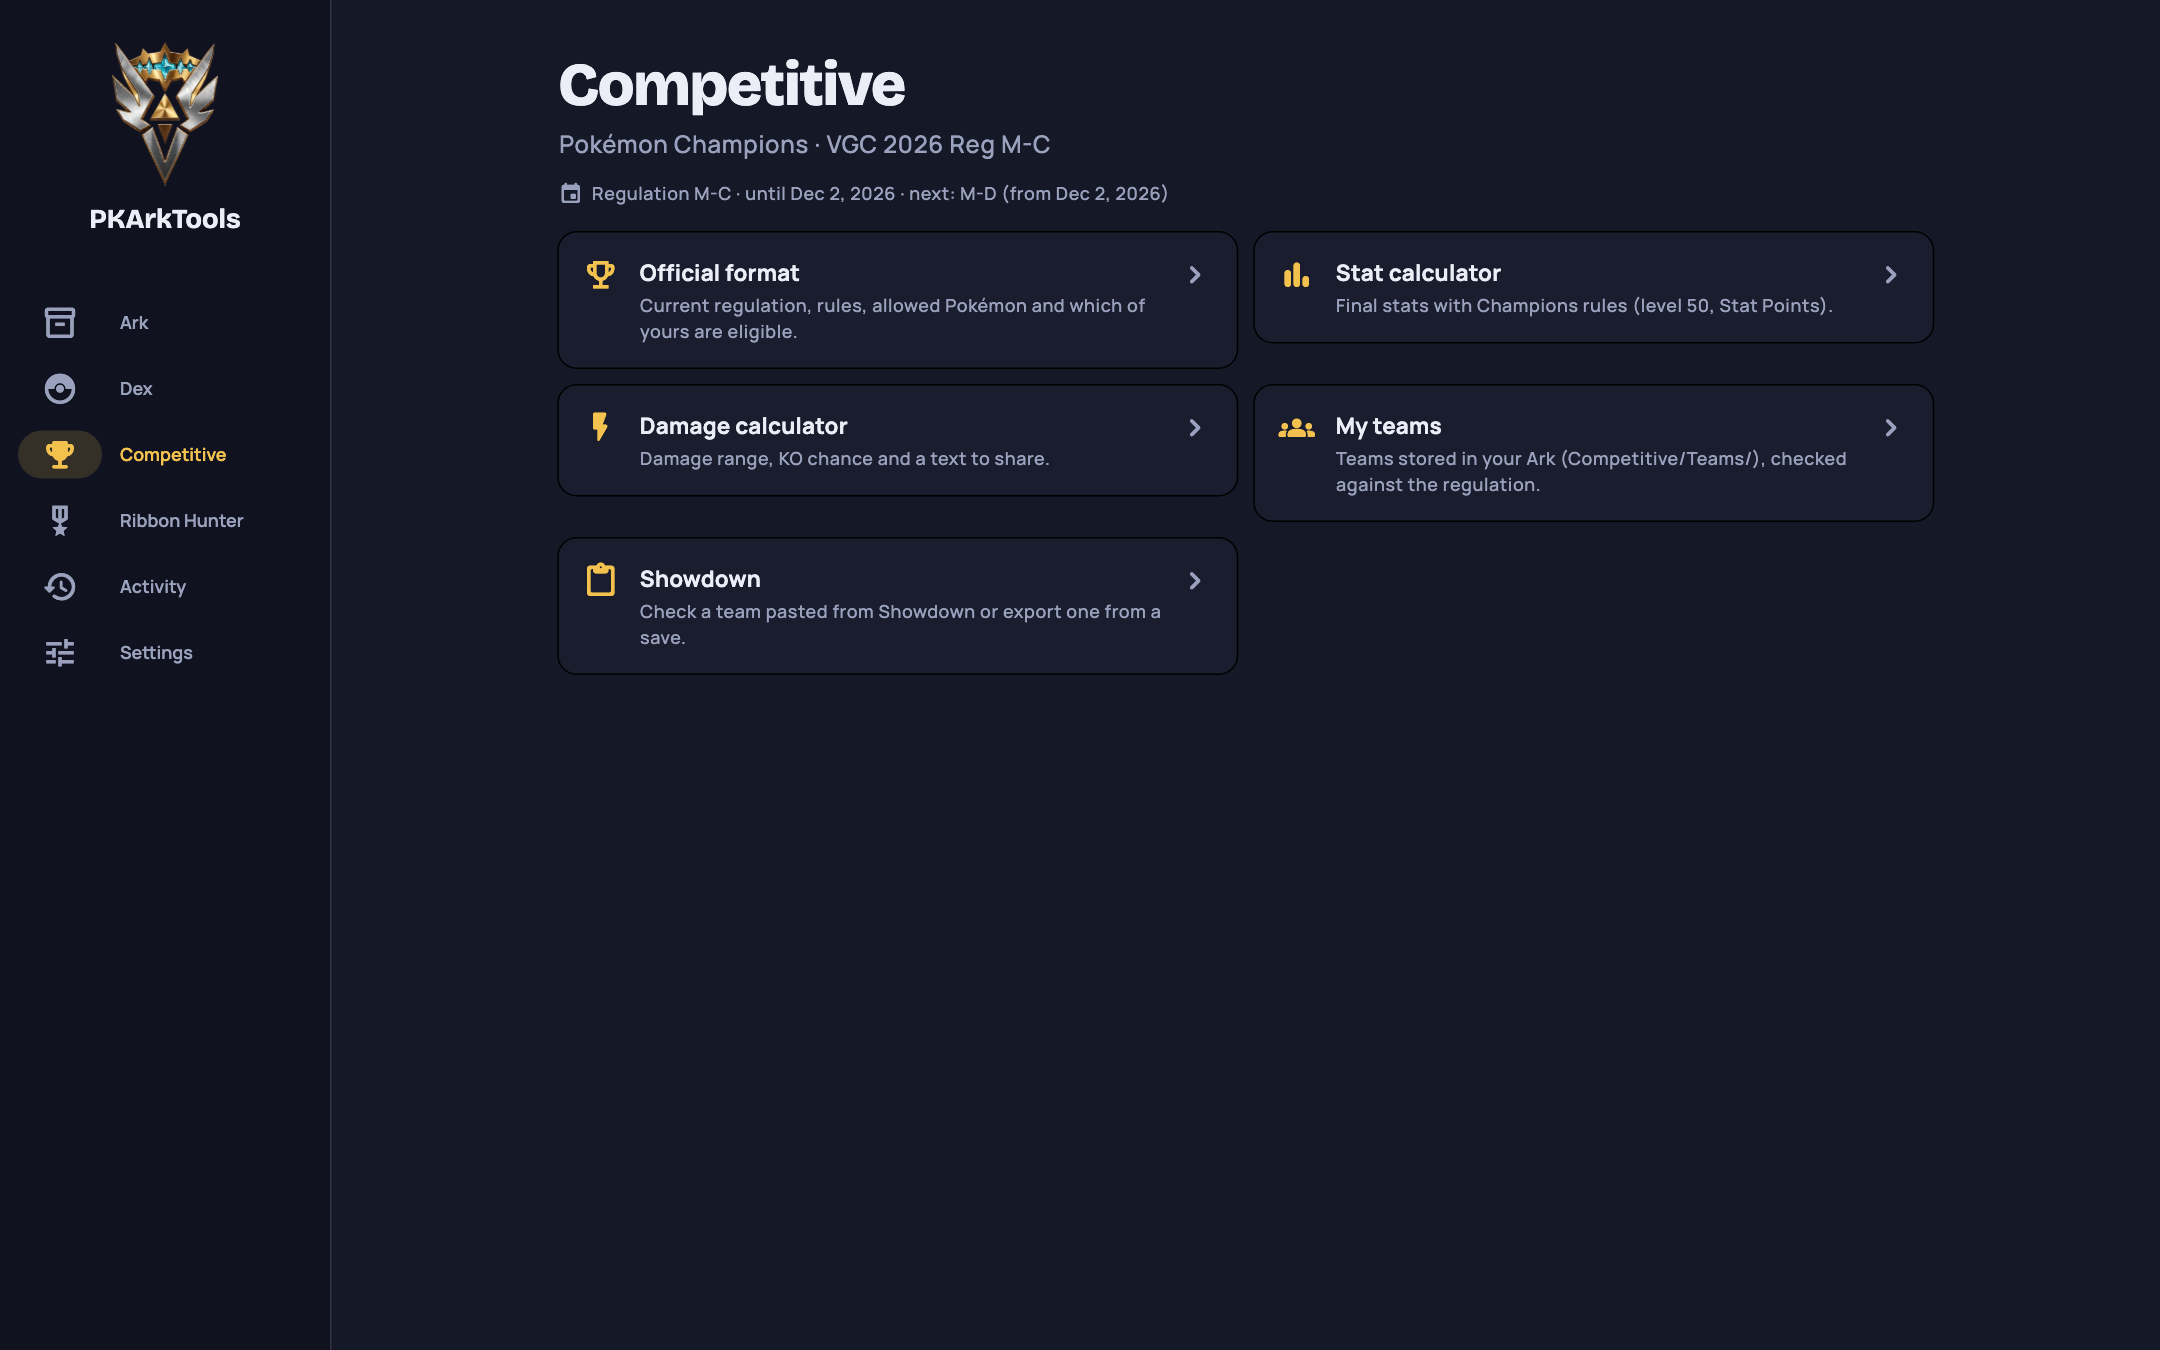 PKArkTools
Ark
Dex
Competitive
Ribbon Hunter
Activity
Settings
Competitive
Pokémon Champions · VGC 2026 Reg M-C
Regulation M-C · until Dec 2, 2026 · next: M-D (from Dec 2, 2026)
Official format
Current regulation, rules, allowed Pokémon and which of
yours are eligible.
Stat calculator
Final stats with Champions rules (level 50, Stat Points).
Damage calculator
Damage range, KO chance and a text to share.
My teams
Teams stored in your Ark (Competitive/Teams/), checked
against the regulation.
Showdown
Check a team pasted from Showdown or export one from a
save.